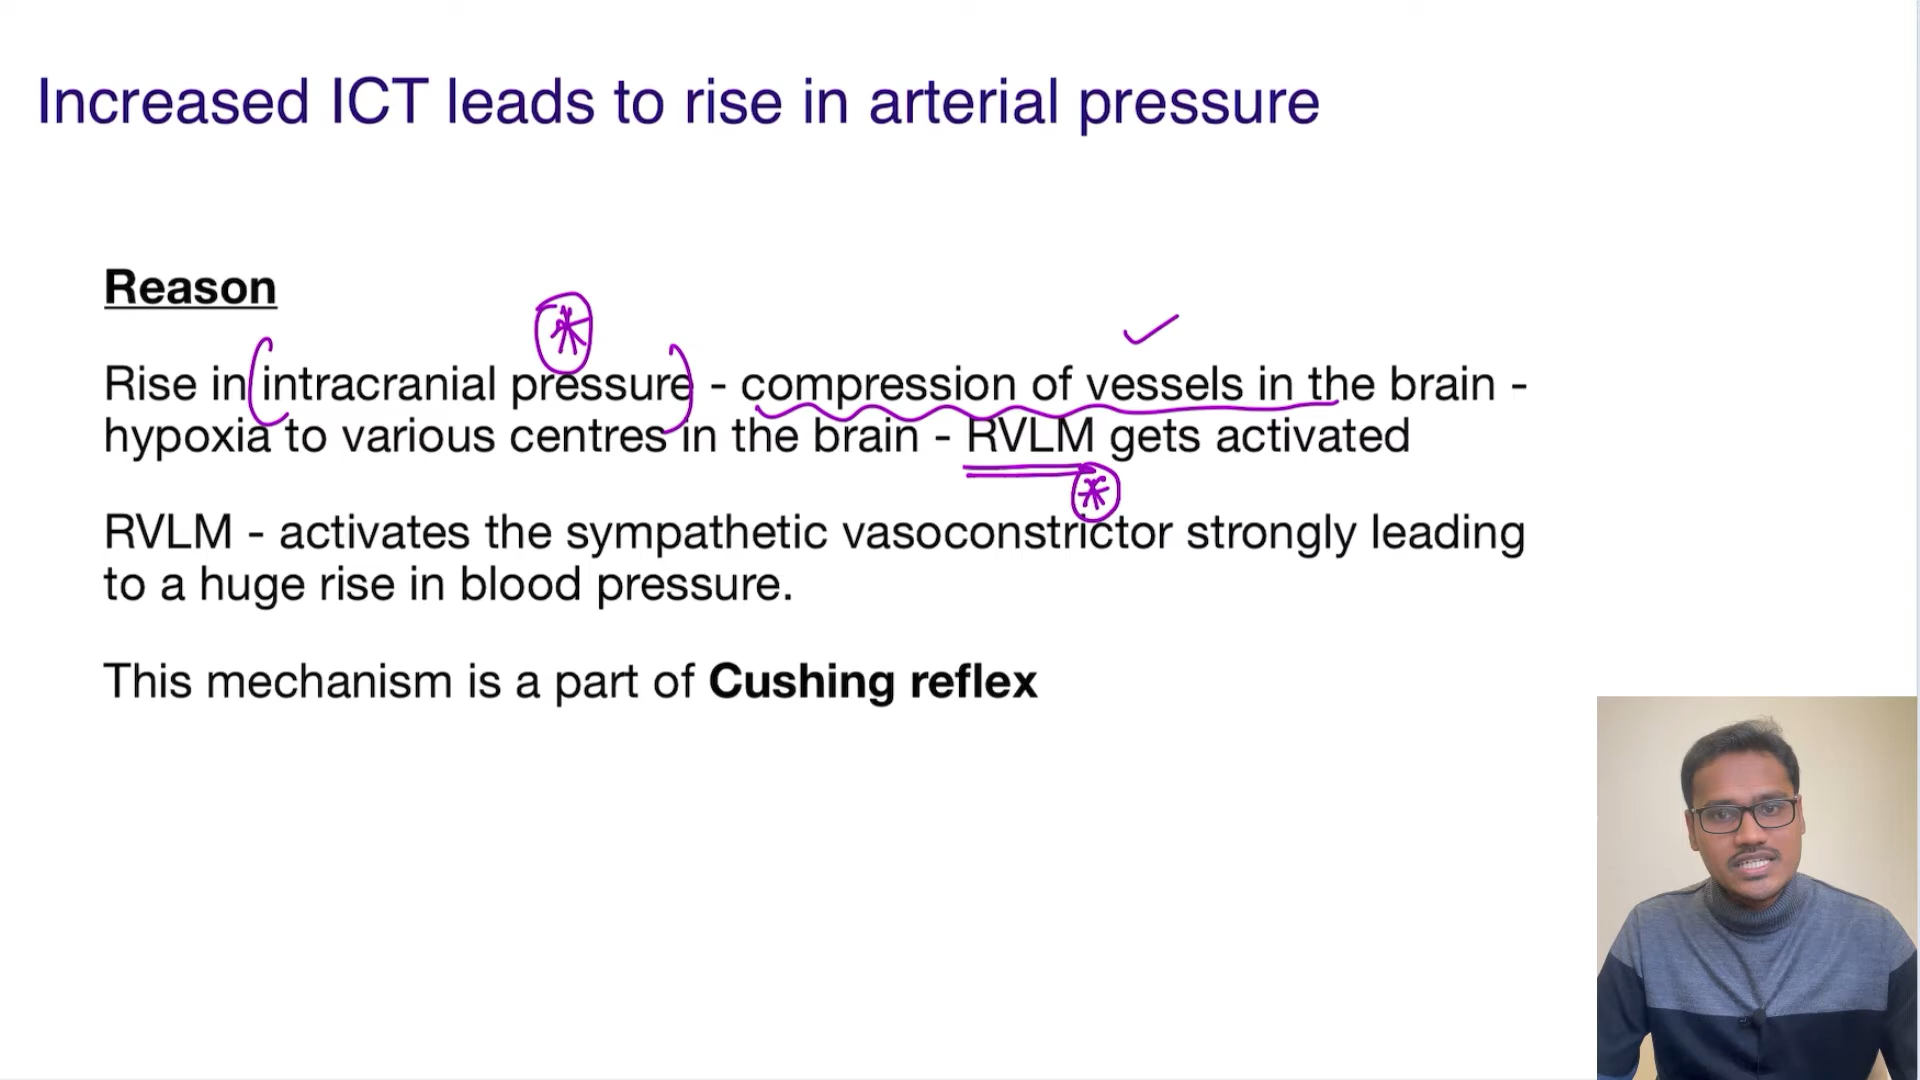 Increased ICT leads to rise in arterial pressure
Reason
Rise in intracranial pressure - compression of vessels in the brain -
hypoxia to various centres in the brain - RVLM gets activated
RVLM - activates the sympathetic vasoconstrictor strongly leading
to a huge rise in blood pressure.
This mechanism is a part of Cushing reflex